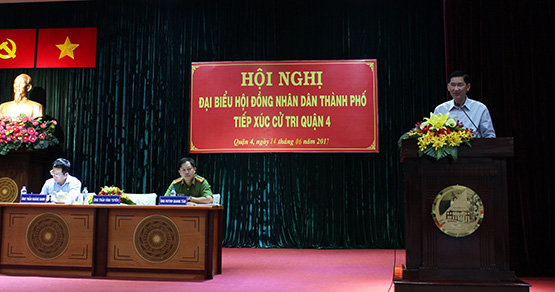 HỘI NGHỊ
ĐẠI BIỂU HỘI ĐỒNG NHÂN DÂN THÀNH PHỐ
TIẾP XÚC CỬ TRI QUẬN 4
Quận 4, ngày 14 tháng 06 năm 2017